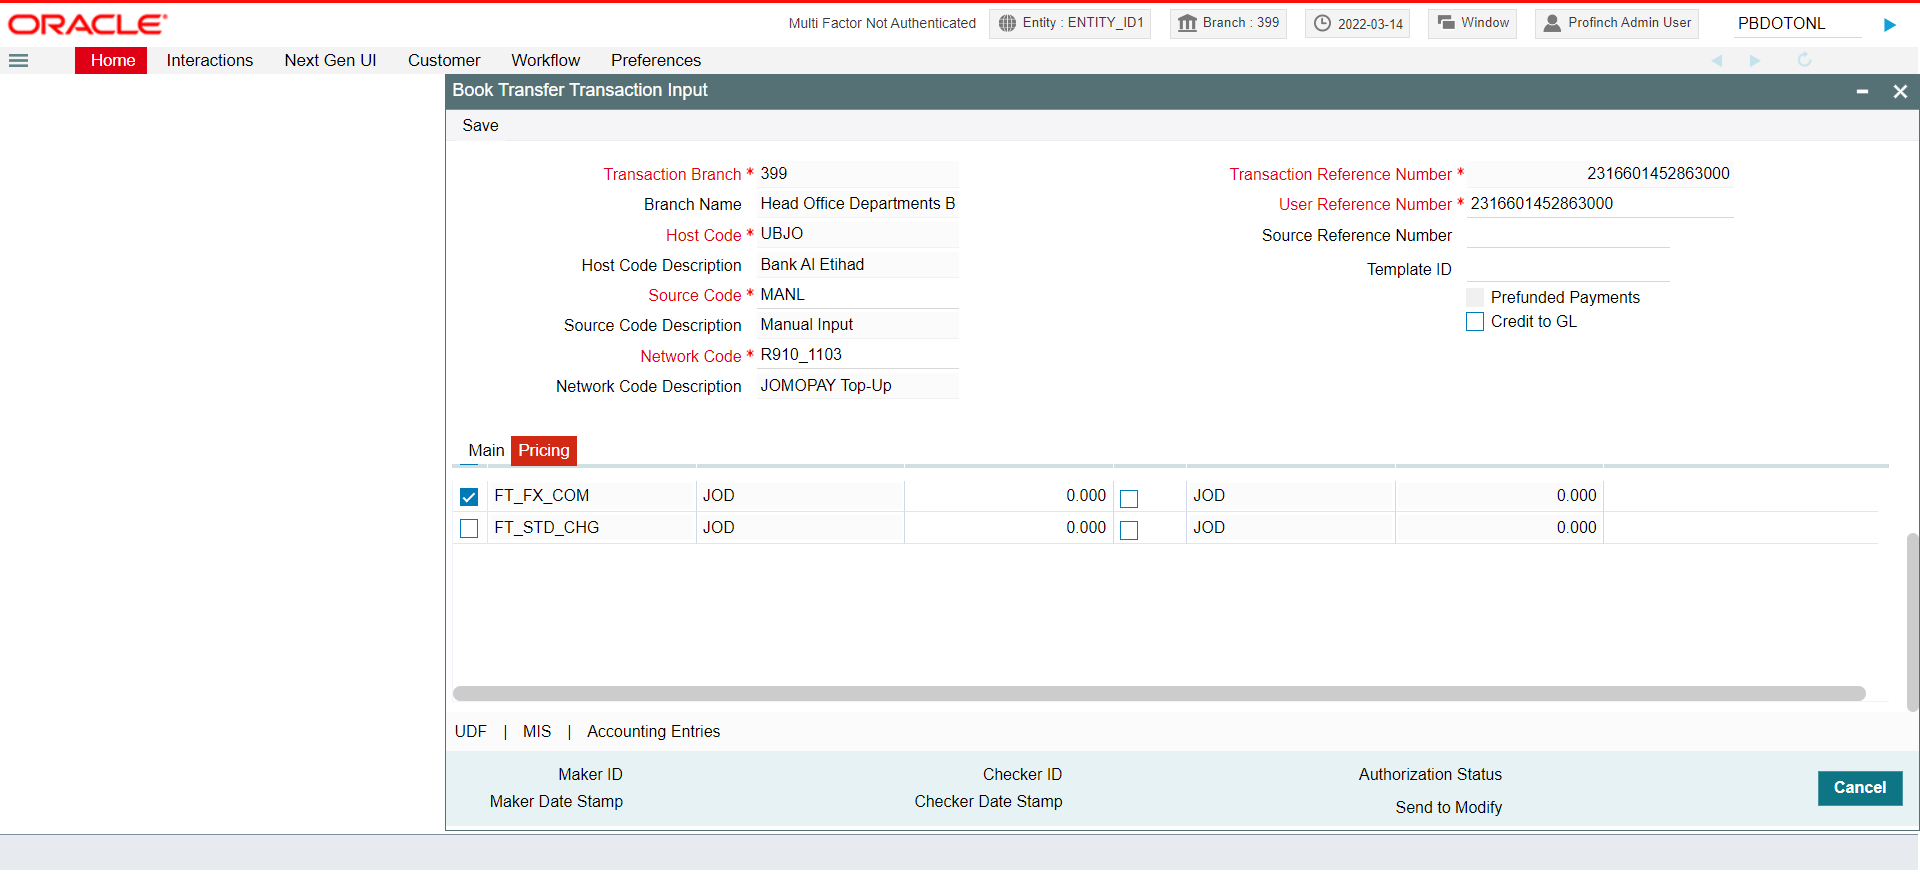 ORACLE
Multi Factor Not Authenticated
Entity : ENTITY_ID1
Branch : 399
2022-03-14
Window
Profinch Admin User
PBDOTONL
Home
Interactions
Next Gen UI
Customer
Workflow
Preferences
Book Transfer Transaction Input
Save
Transaction Branch * 399
Branch Name Head Office Departments B
Host Code * UBJO
Host Code Description Bank Al Etihad
Source Code * MANL
Source Code Description Manual Input
Network Code * R910_1103
Network Code Description JOMOPAY Top-Up
Transaction Reference Number * 2316601452863000
User Reference Number * 2316601452863000
Source Reference Number
Template ID
Prefunded Payments
Credit to GL
Main Pricing
FT_FX_COM JOD 0.000 JOD 0.000
FT_STD_CHG JOD 0.000 JOD 0.000
UDF | MIS | Accounting Entries
Maker ID
Maker Date Stamp
Checker ID
Checker Date Stamp
Authorization Status
Send to Modify
Cancel